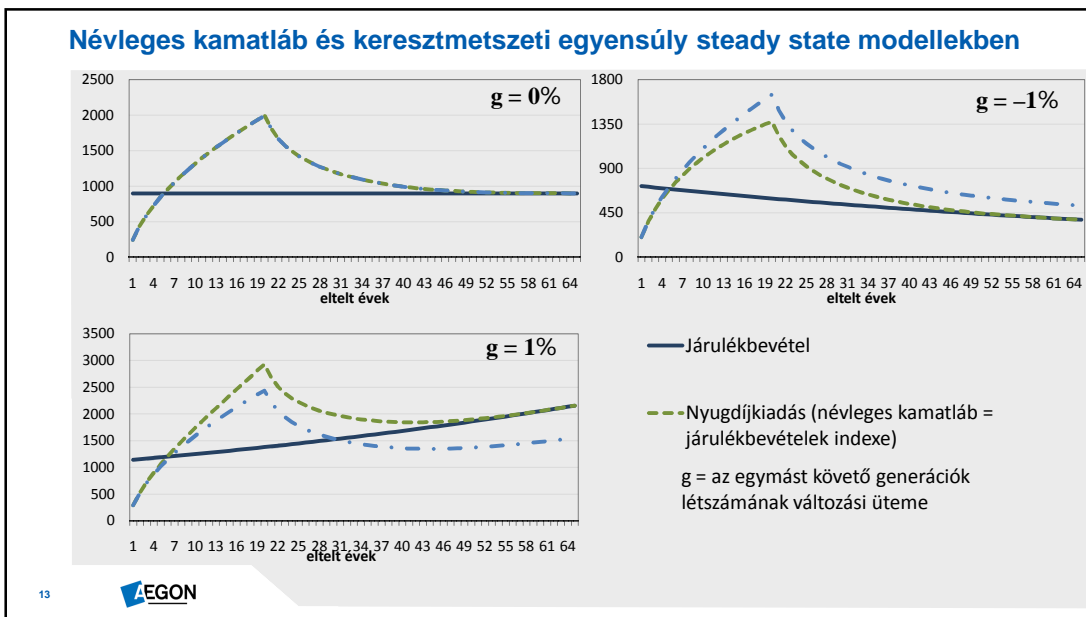 Névleges kamatláb és keresztmetszeti egyensúly steady state modellekben
2500
2000
1500
1000
500
0
g = 0%
1 4 7 10 13 16 19 22 25 28 31 34 37 40 43 46 49 52 55 58 61 64
eltelt évek
1800
1350
900
450
0
g = –1%
1 4 7 10 13 16 19 22 25 28 31 34 37 40 43 46 49 52 55 58 61 64
eltelt évek
3500
3000
2500
2000
1500
1000
500
0
g = 1%
1 4 7 10 13 16 19 22 25 28 31 34 37 40 43 46 49 52 55 58 61 64
eltelt évek
Járulékbevétel
Nyugdíjkiadás (névleges kamatláb =
járulékbevételek indexe)
g = az egymást követő generációk
létszámának változási üteme
13
AEGON